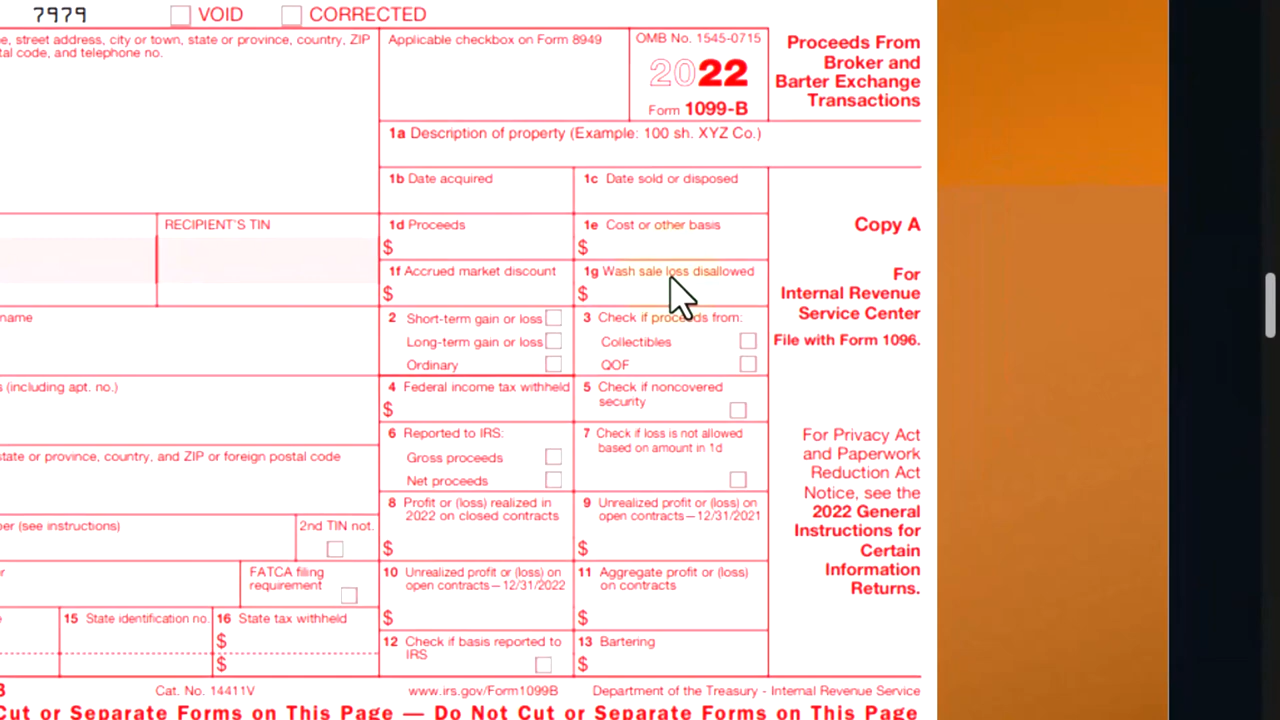 7979 VOID CORRECTED
e, street address, city or town, state or province, country, ZIP
tal code, and telephone no.
Applicable checkbox on Form 8949
OMB No. 1545-0715
2022
Form 1099-B
Proceeds From
Broker and
Barter Exchange
Transactions
1a Description of property (Example: 100 sh. XYZ Co.)
1b Date acquired
1c Date sold or disposed
RECIPIENT'S TIN
1d Proceeds
$
1e Cost or other basis
$
Copy A
1f Accrued market discount
$
1g Wash sale loss disallowed
$
For
Internal Revenue
Service Center
File with Form 1096.
name
2 Short-term gain or loss
Long-term gain or loss
Ordinary
3 Check if proceeds from:
Collectibles
QOF
(including apt. no.)
4 Federal income tax withheld
$
5 Check if noncovered
security
state or province, country, and ZIP or foreign postal code
6 Reported to IRS:
Gross proceeds
Net proceeds
7 Check if loss is not allowed
based on amount in 1d
For Privacy Act
and Paperwork
Reduction Act
Notice, see the
2022 General
Instructions for
Certain
Information
Returns.
8 Profit or (loss) realized in
2022 on closed contracts
$
9 Unrealized profit or (loss) on
open contracts—12/31/2021
$
er (see instructions)
2nd TIN not.
FATCA filing
requirement
10 Unrealized profit or (loss) on
open contracts—12/31/2022
$
11 Aggregate profit or (loss)
on contracts
$
15 State identification no.
16 State tax withheld
$
$
12 Check if basis reported to
IRS
13 Bartering
$
B Cat. No. 14411V www.irs.gov/Form1099B Department of the Treasury - Internal Revenue Service
Cut or Separate Forms on This Page — Do Not Cut or Separate Forms on This Page